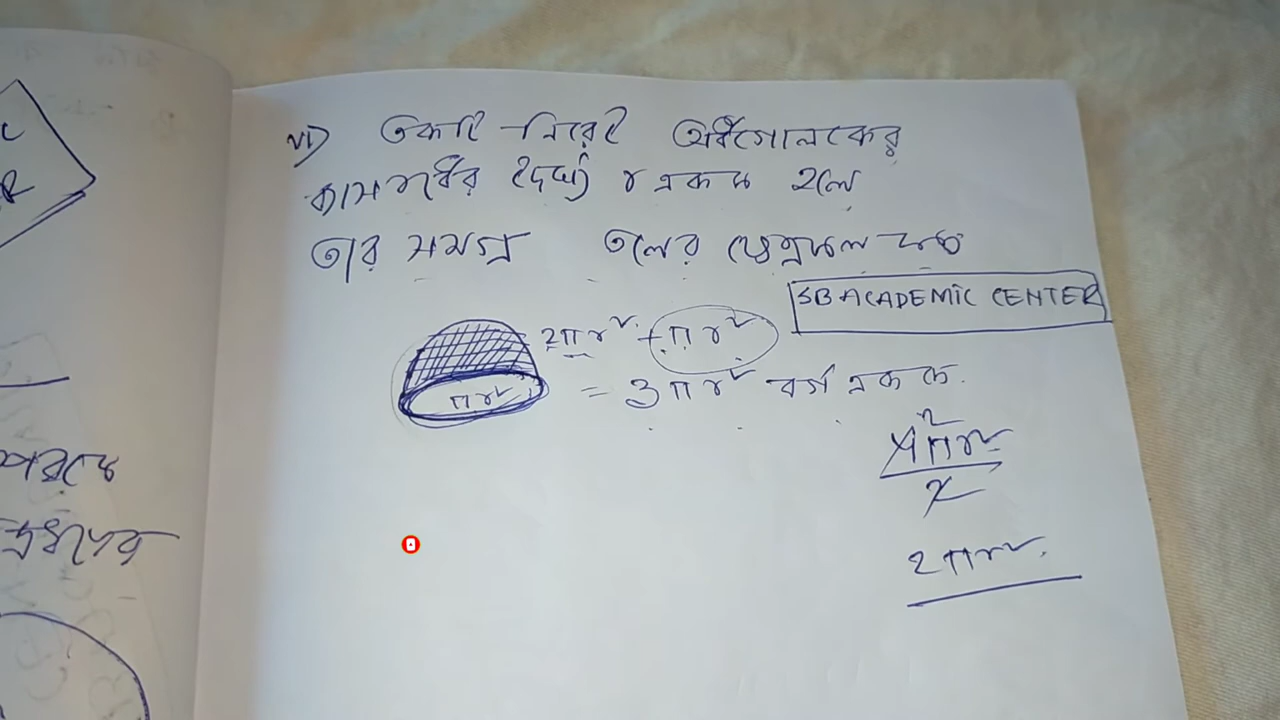 C
R
VI) একটি নিরেট অর্ধগোলকের
ব্যাসার্ধের দৈর্ঘ্য r একক হলে
তার সমগ্র তলের ক্ষেত্রফল কত
SB ACADEMIC CENTER
2πr² + πr²
πr²
= 3πr² বর্গ একক
4πr²
2
2
2πr².